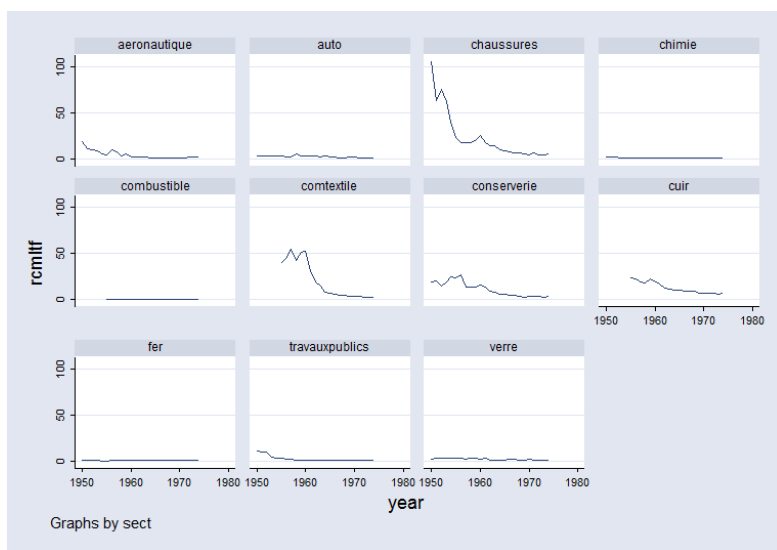 aeronautique auto chaussures chimie
100
50
0
combustible comtextile conserverie cuir
100
50
0
rcmltf
1950 1960 1970 1980
fer travauxpublics verre
100
50
0
1950 1960 1970 1980 1950 1960 1970 1980 1950 1960 1970 1980
year
Graphs by sect